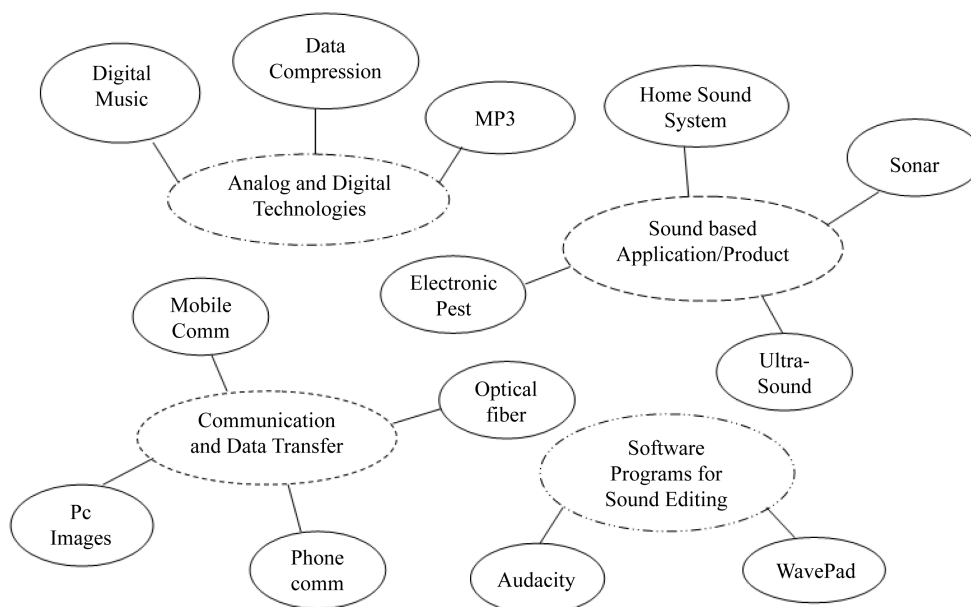 Digital
Music
Data
Compression
MP3
Analog and Digital
Technologies
Home Sound
System
Sonar
Sound based
Application/Product
Electronic
Pest
Ultra-
Sound
Mobile
Comm
Optical
fiber
Communication
and Data Transfer
Pc
Images
Phone
comm
Software
Programs for
Sound Editing
Audacity
WavePad